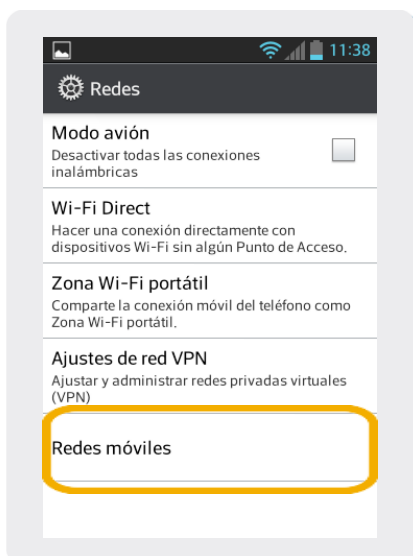 11:38
Redes
Modo avión
Desactivar todas las conexiones
inalámbricas
Wi-Fi Direct
Hacer una conexión directamente con
dispositivos Wi-Fi sin algún Punto de Acceso.
Zona Wi-Fi portátil
Comparte la conexión móvil del teléfono como
Zona Wi-Fi portátil.
Ajustes de red VPN
Ajustar y administrar redes privadas virtuales
(VPN)
Redes móviles